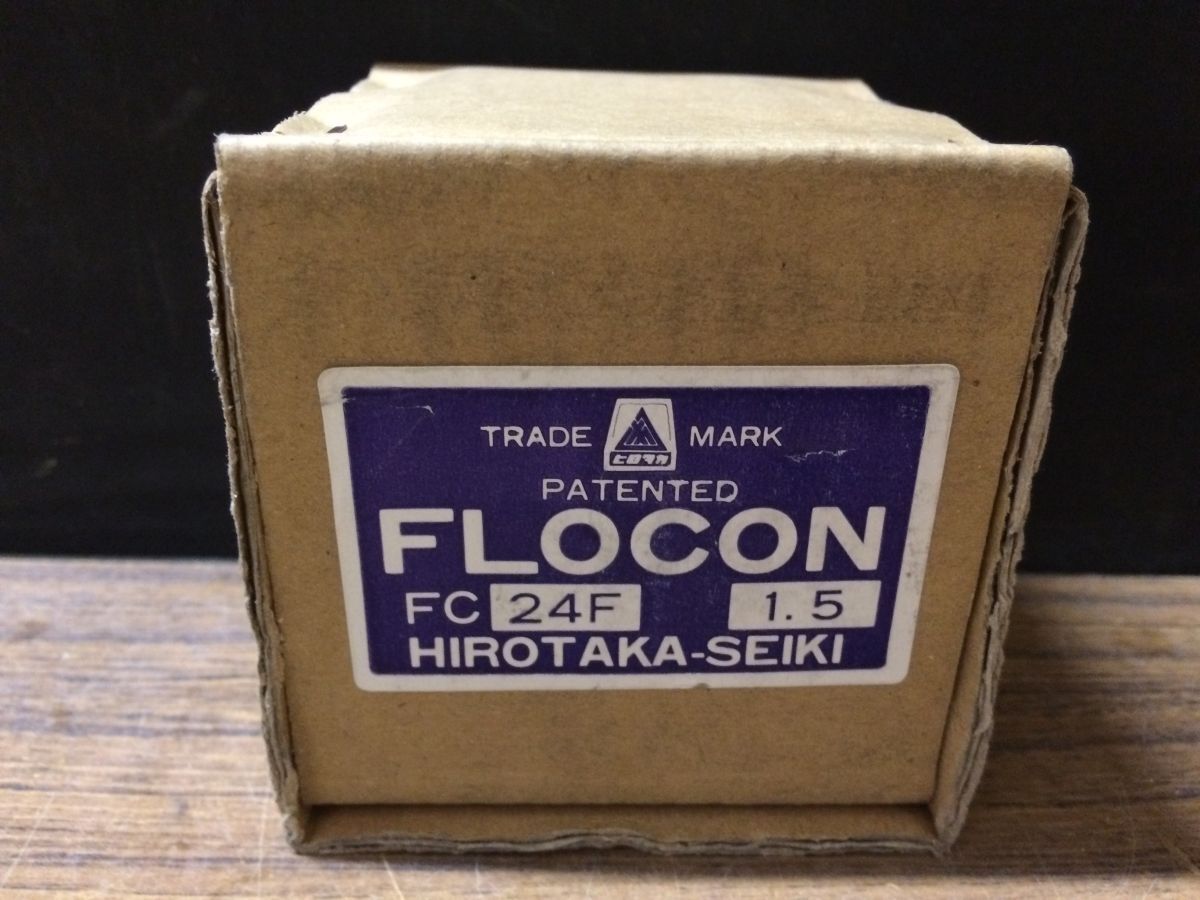 TRADE MARK
ヒロタカ
PATENTED
FLOCON
FC 24F 1.5
HIROTAKA-SEIKI